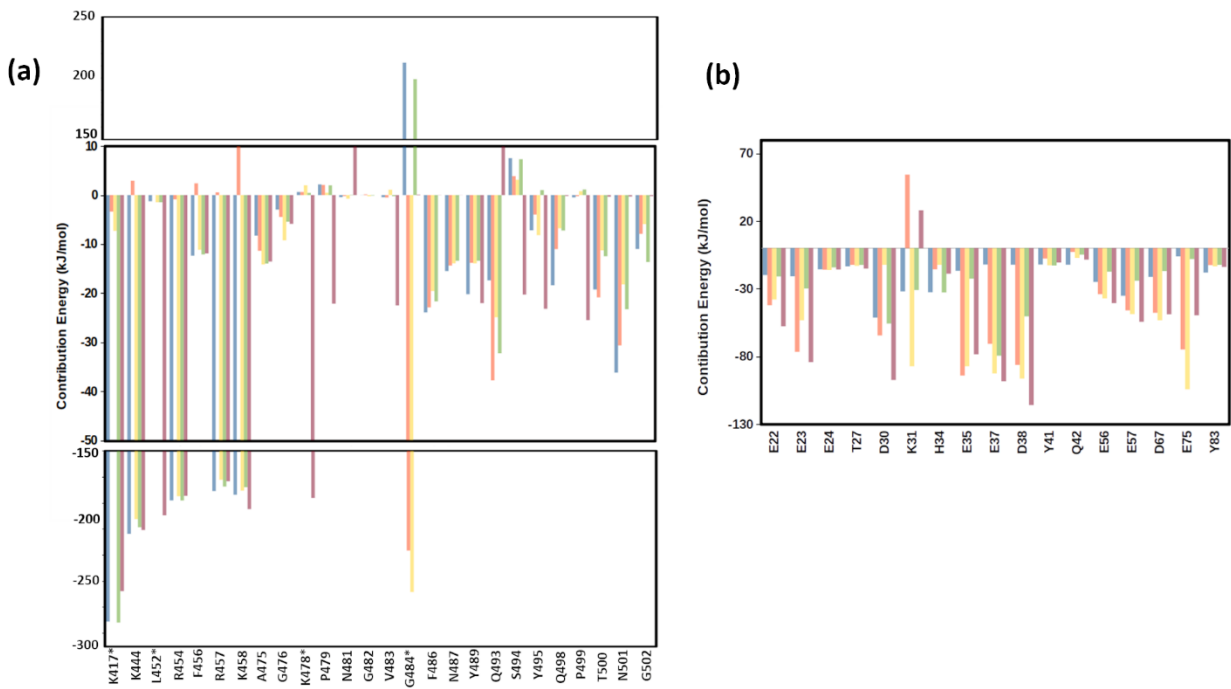 (a)
Contribution Energy (kJ/mol)
250
200
150
10
0
-10
-20
-30
-40
-50
-150
-200
-250
-300
K417*
K444
L452*
R454
F456
R457
K458
A475
G476
K478*
P479
N481
G482
V483
G484*
F486
N487
Y489
Q493
S494
Y495
Q498
P499
T500
N501
G502
(b)
Contibution Energy (kJ/mol)
70
20
-30
-80
-130
E22
E23
E24
T27
D30
K31
H34
E35
E37
D38
Y41
Q42
E56
E57
D67
E75
Y83